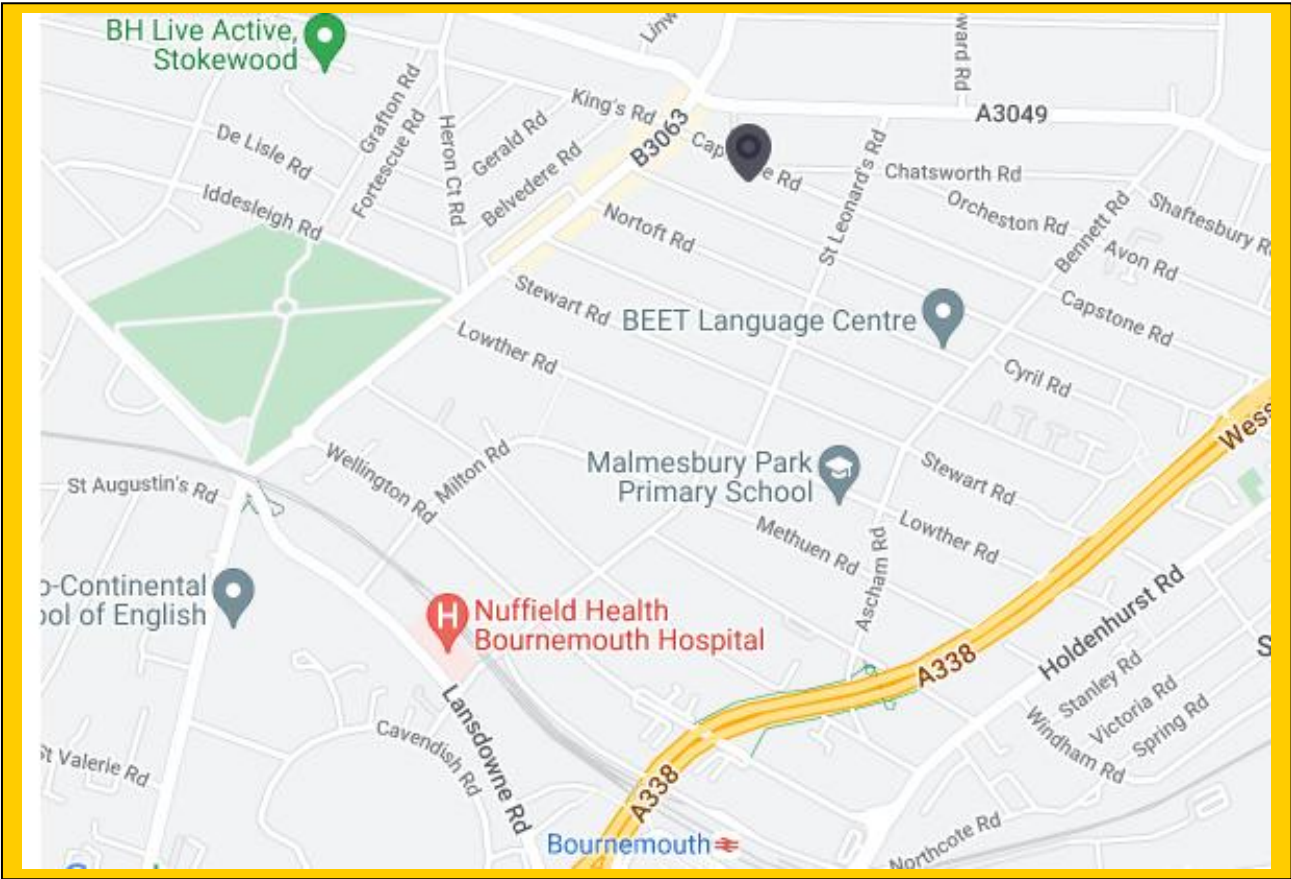 BH Live Active,
Stokewood
A3049
King's Rd
B3063
Grafton Rd
Fortescue Rd
Heron Ct Rd
Gerald Rd
Belvedere Rd
De Lisle Rd
Iddesleigh Rd
St Leonard's Rd
Chatsworth Rd
Orcheston Rd
Bennett Rd
Avon Rd
Nortoft Rd
Stewart Rd
BEET Language Centre
Capstone Rd
Lowther Rd
Cyril Rd
Wellington Rd
Milton Rd
Malmesbury Park
Primary School
Stewart Rd
Lowther Rd
Methuen Rd
Ascham Rd
St Augustin's Rd
Nuffield Health
Bournemouth Hospital
of English
A338
Holdenhurst Rd
Stanley Rd
Victoria Rd
Spring Rd
Windham Rd
Lansdowne Rd
Cavendish Rd
St Valerie Rd
A338
Bournemouth
Northcote Rd